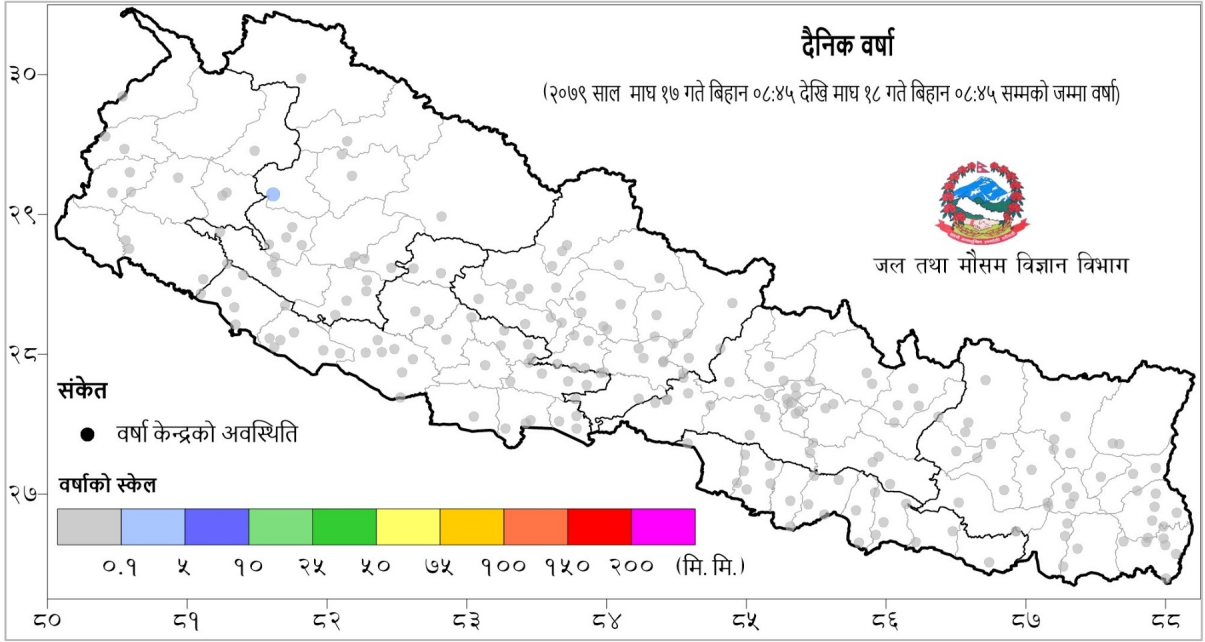 दैनिक वर्षा
(२०७९ साल माघ १७ गते बिहान ०८:४५ देखि माघ १८ गते बिहान ०८:४५ सम्मको जम्मा वर्षा)
जल तथा मौसम विज्ञान विभाग
३०
२९
२८
२७
संकेत
वर्षा केन्द्रको अवस्थिति
वर्षाको स्केल
०.१ ५ १० २५ ५० ७५ १०० १५० २०० (मि. मि.)
८० ८१ ८२ ८३ ८४ ८५ ८६ ८७ ८८